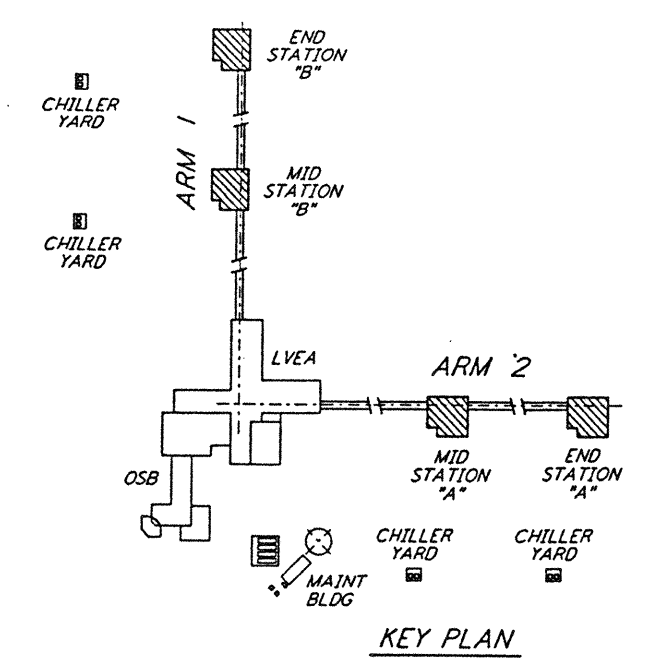 END
STATION
"B"
CHILLER
YARD
ARM 1
MID
STATION
"B"
CHILLER
YARD
LVEA
ARM 2
MID
STATION
"A"
END
STATION
"A"
OSB
CHILLER
YARD
CHILLER
YARD
MAINT
BLDG
KEY PLAN